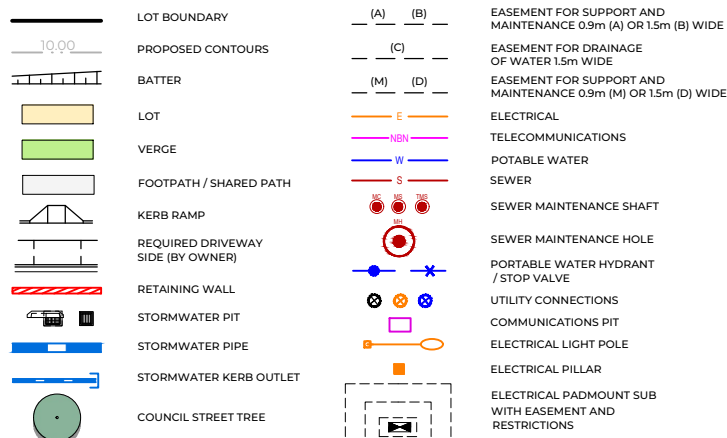 LOT BOUNDARY
10.00
PROPOSED CONTOURS
BATTER
LOT
VERGE
FOOTPATH / SHARED PATH
KERB RAMP
REQUIRED DRIVEWAY
SIDE (BY OWNER)
RETAINING WALL
STORMWATER PIT
STORMWATER PIPE
STORMWATER KERB OUTLET
COUNCIL STREET TREE
(A) (B)
EASEMENT FOR SUPPORT AND
MAINTENANCE 0.9m (A) OR 1.5m (B) WIDE
(C)
EASEMENT FOR DRAINAGE
OF WATER 1.5m WIDE
(M) (D)
EASEMENT FOR SUPPORT AND
MAINTENANCE 0.9m (M) OR 1.5m (D) WIDE
E
ELECTRICAL
NBN
TELECOMMUNICATIONS
W
POTABLE WATER
S
SEWER
MC MS TMS
SEWER MAINTENANCE SHAFT
MH
SEWER MAINTENANCE HOLE
PORTABLE WATER HYDRANT
/ STOP VALVE
UTILITY CONNECTIONS
COMMUNICATIONS PIT
ELECTRICAL LIGHT POLE
ELECTRICAL PILLAR
ELECTRICAL PADMOUNT SUB
WITH EASEMENT AND
RESTRICTIONS